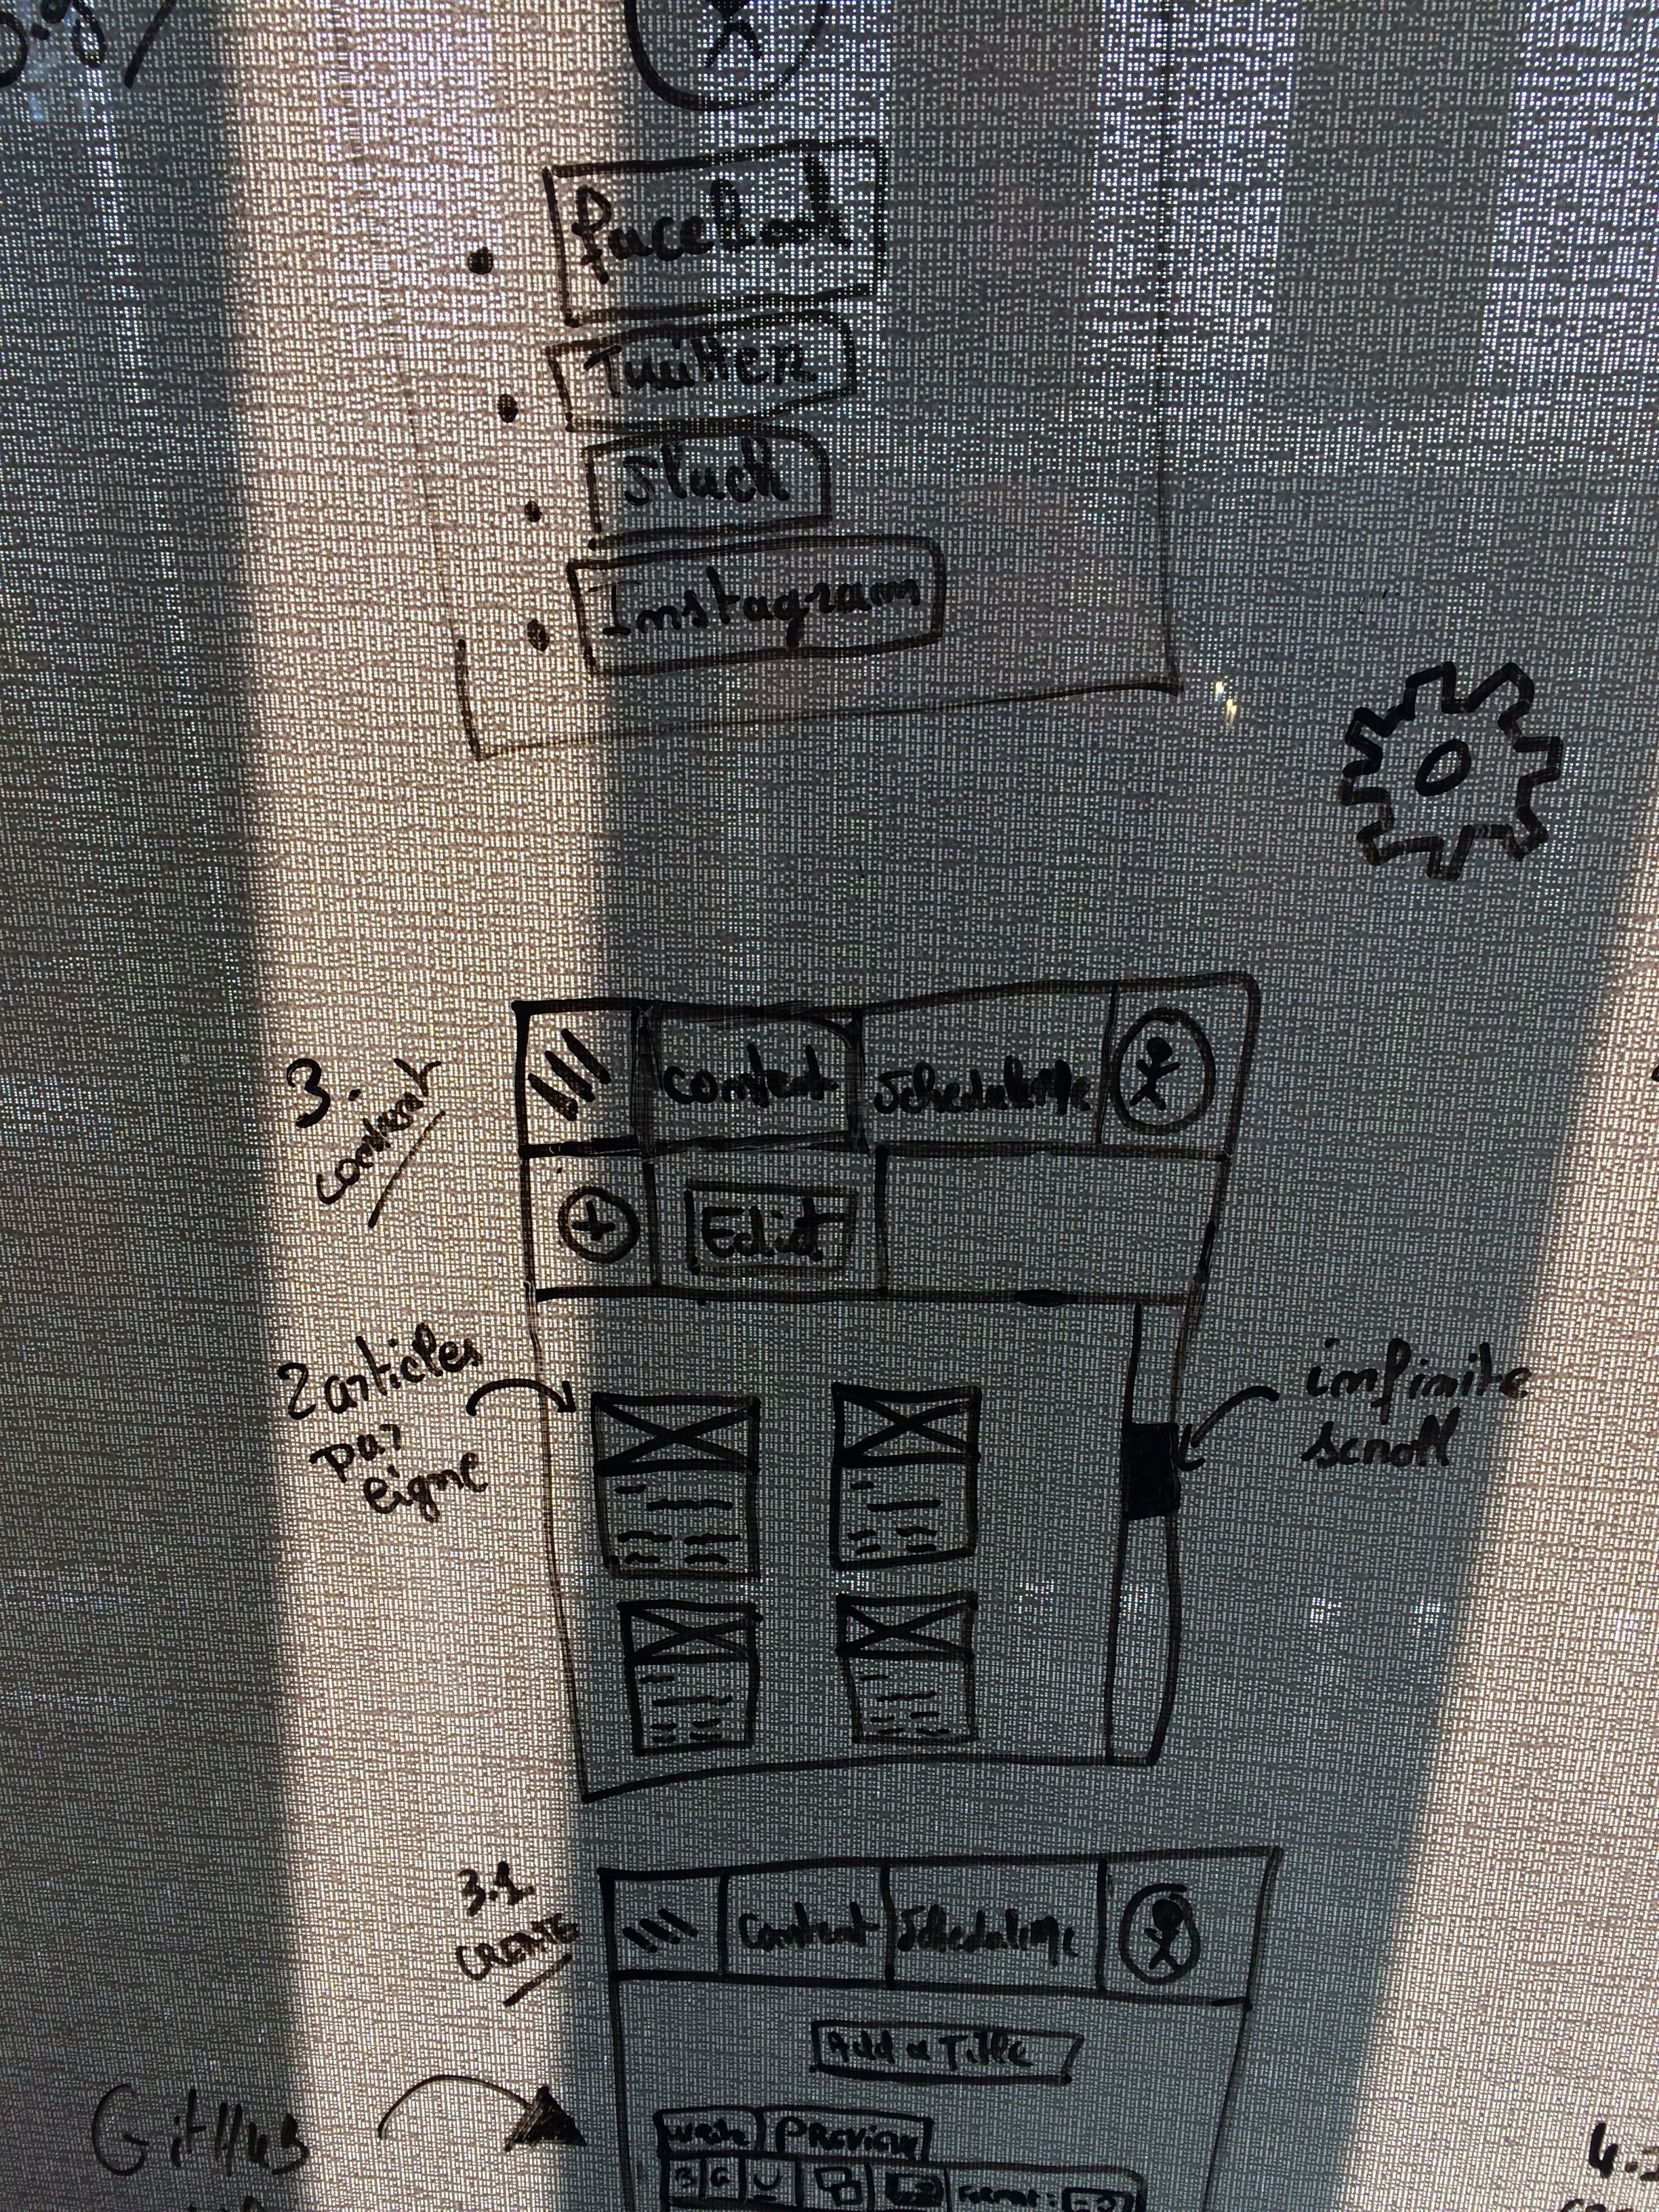 Facebook
Twitter
Slack
Instagram
3.
content
content
Scheduling
+
Edit
2 articles
par
ligne
infinite
scroll
3.1
CREATE
Content
Scheduling
Add a Title
GitHub
Write
Preview
B
G
U
Format: